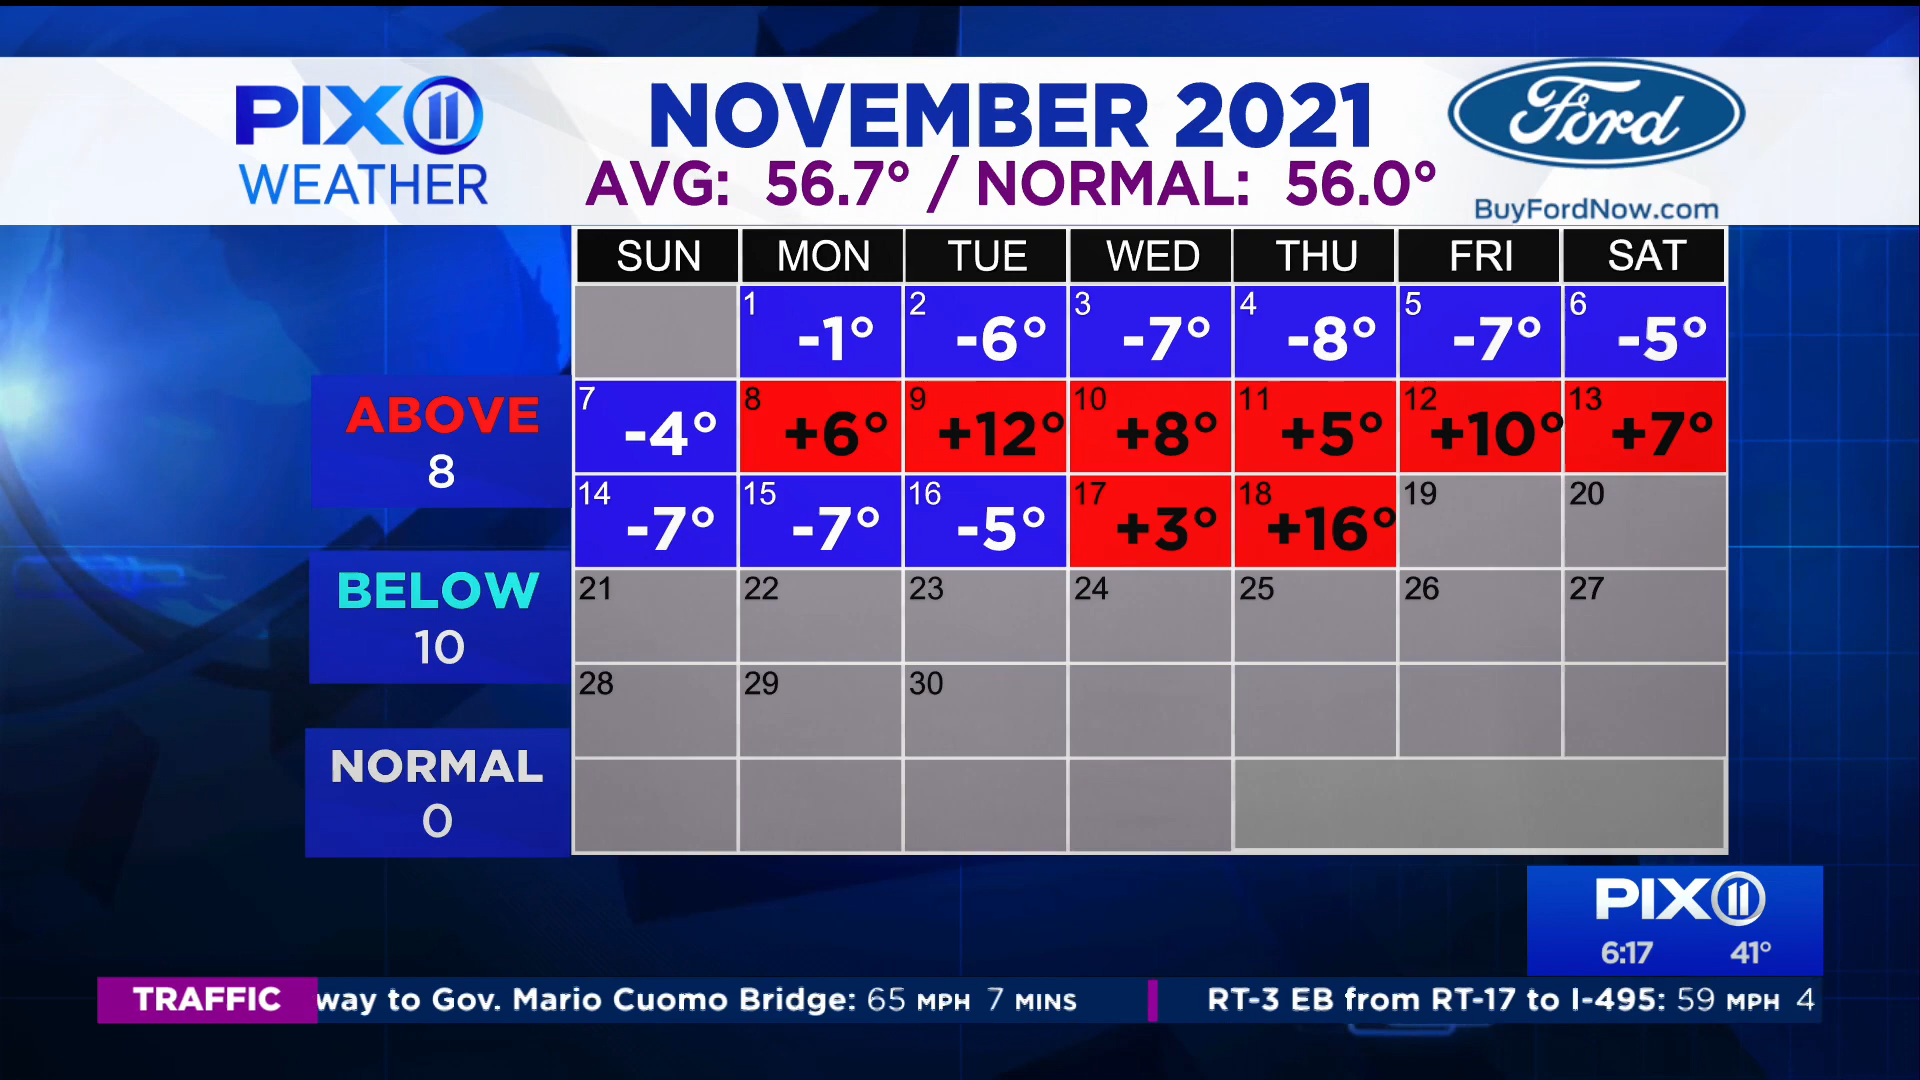 PIX 11
WEATHER
NOVEMBER 2021
AVG: 56.7° / NORMAL: 56.0°
Ford
BuyFordNow.com
SUN MON TUE WED THU FRI SAT
1 -1° 2 -6° 3 -7° 4 -8° 5 -7° 6 -5°
7 -4° 8 +6° 9 +12° 10 +8° 11 +5° 12 +10° 13 +7°
14 -7° 15 -7° 16 -5° 17 +3° 18 +16° 19 20
21 22 23 24 25 26 27
28 29 30
ABOVE
8
BELOW
10
NORMAL
0
PIX 11
6:17 41°
TRAFFIC way to Gov. Mario Cuomo Bridge: 65 MPH 7 MINS RT-3 EB from RT-17 to I-495: 59 MPH 4